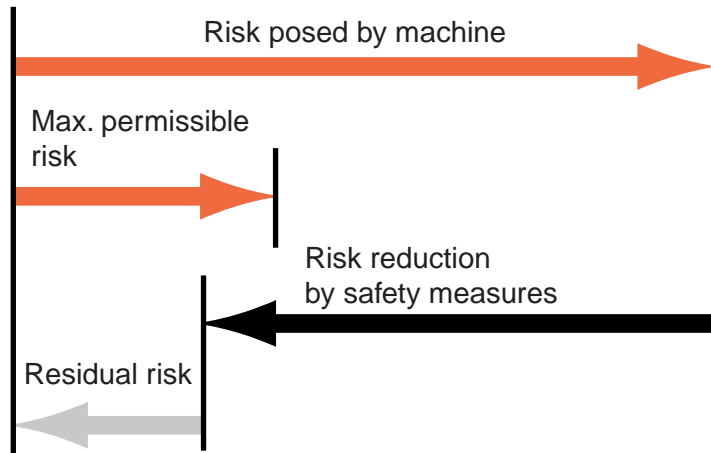 Risk posed by machine
Max. permissible
risk
Risk reduction
by safety measures
Residual risk